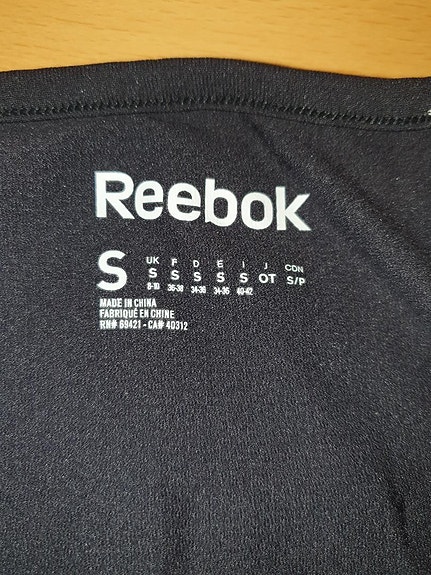 Reebok
S UK F D E I J CDN
S S S S S OT S/P
8-10 36-38 34-36 34-36 40-42
MADE IN CHINA
FABRIQUÉ EN CHINE
RN# 69421 - CA# 40312